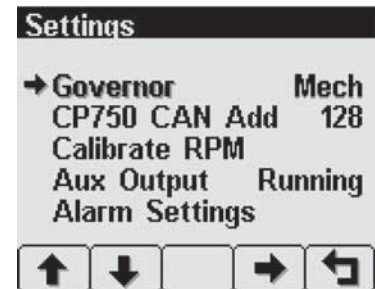 Settings
Governor Mech
CP750 CAN Add 128
Calibrate RPM
Aux Output Running
Alarm Settings